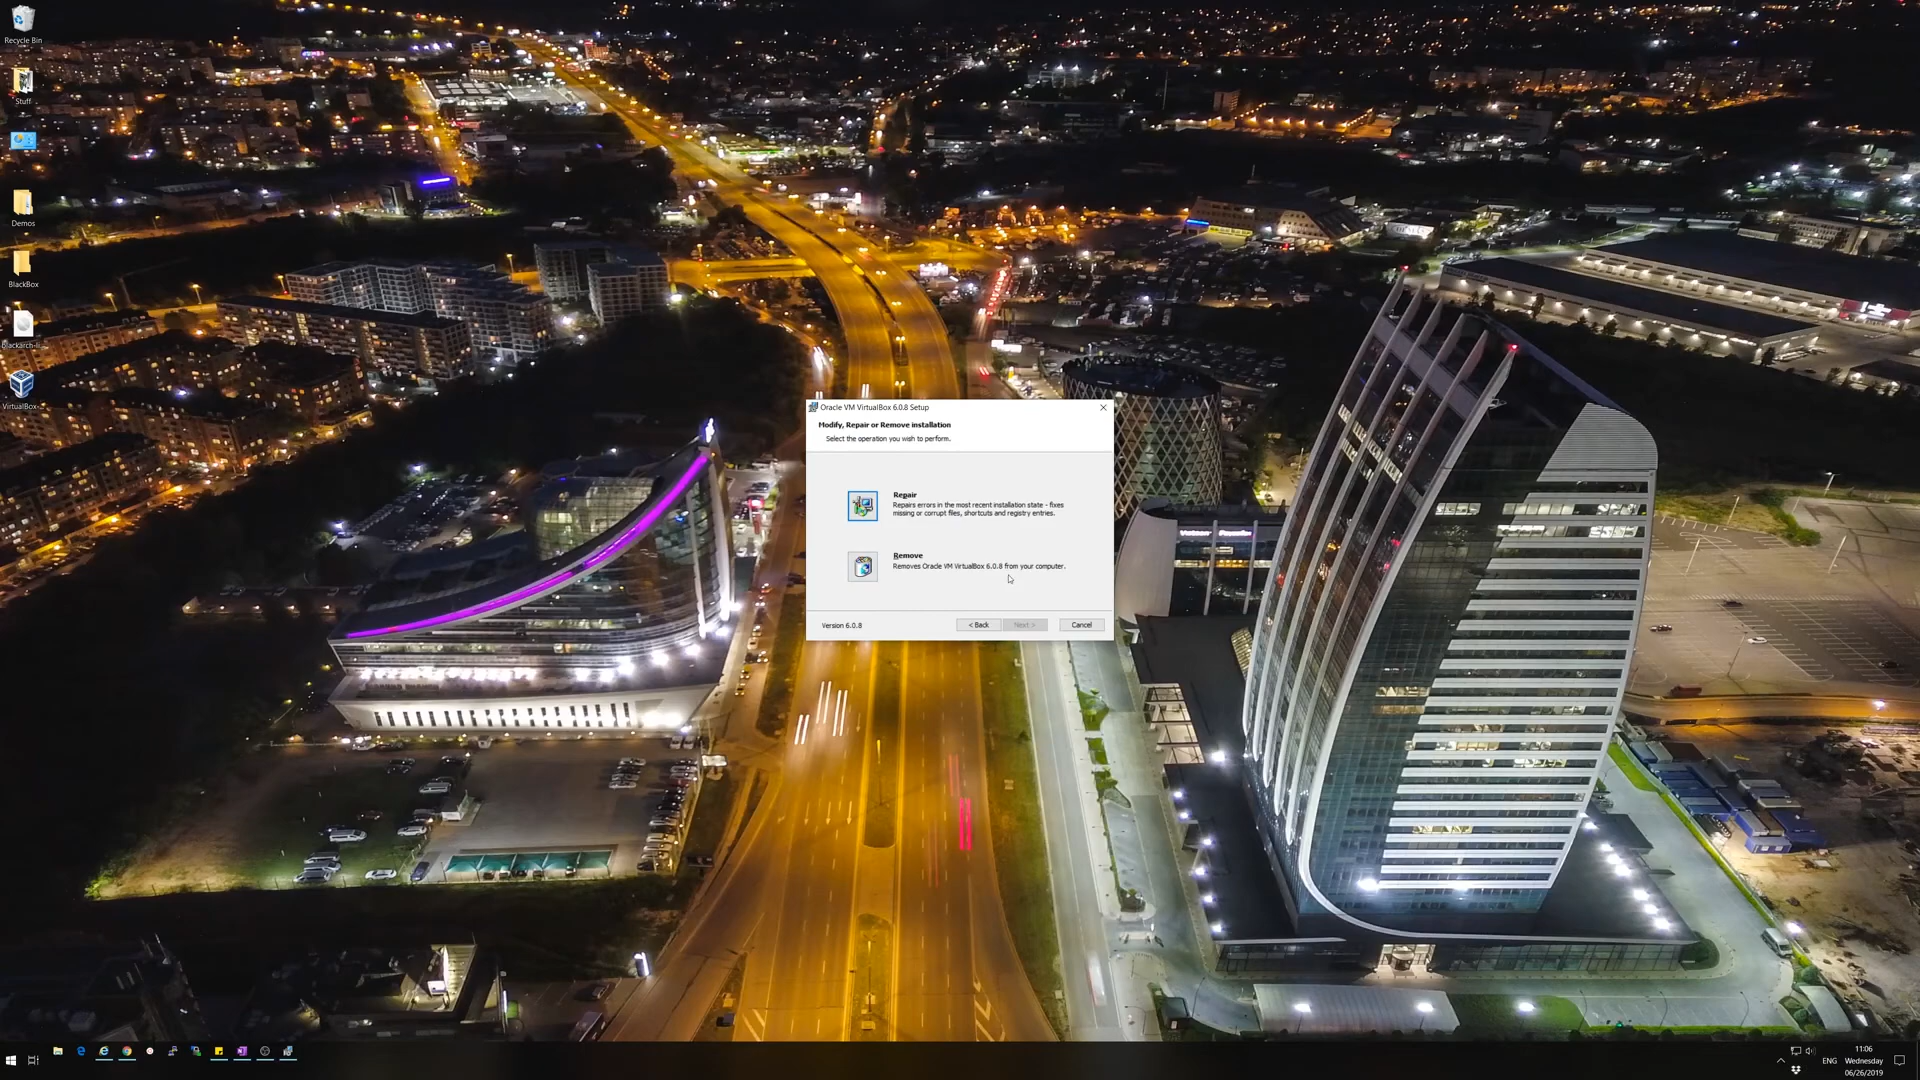 Recycle Bin
Stuff
Demos
BlackBox
Blackarch-li...
VirtualBox-...
Oracle VM VirtualBox 6.0.8 Setup
Modify, Repair or Remove installation
Select the operation you wish to perform.
Repair
Repairs errors in the most recent installation state - fixes
missing or corrupt files, shortcuts and registry entries.
Remove
Removes Oracle VM VirtualBox 6.0.8 from your computer.
Version 6.0.8
< Back
Next >
Cancel
ENG
11:06
Wednesday
06/26/2019